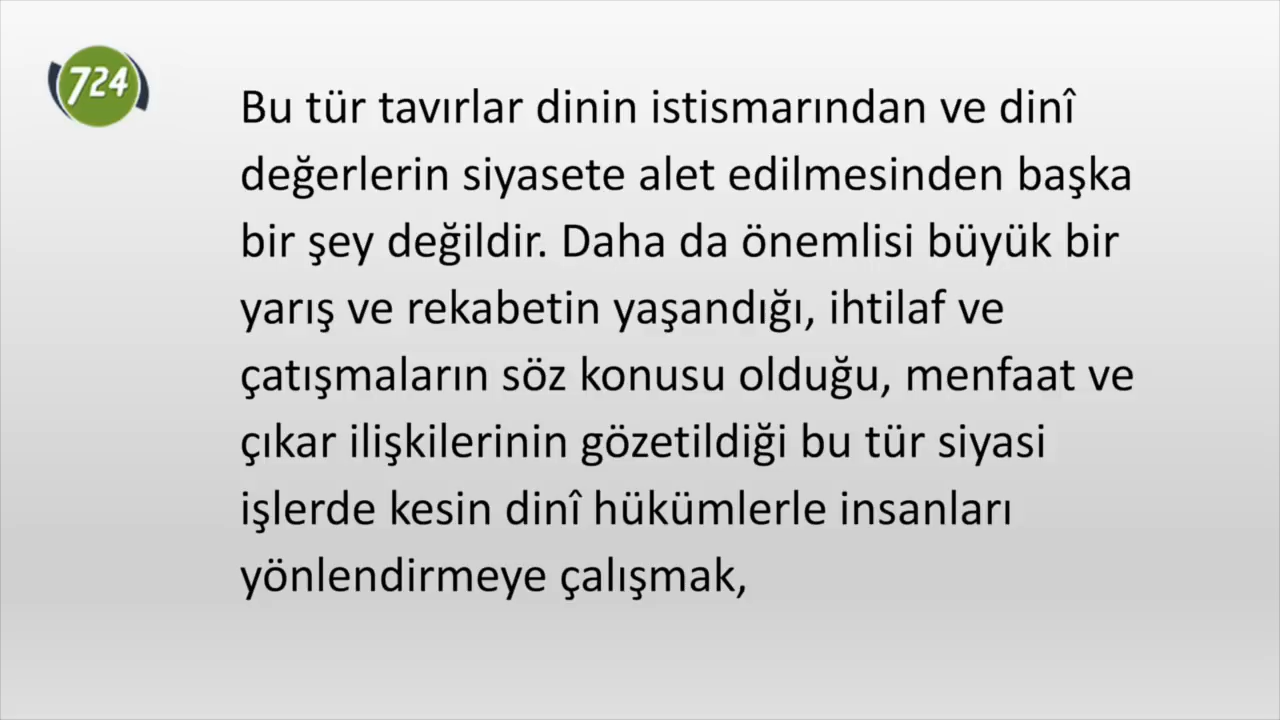 724
Bu tür tavırlar dinin istismarından ve dinî
değerlerin siyasete alet edilmesinden başka
bir şey değildir. Daha da önemlisi büyük bir
yarış ve rekabetin yaşandığı, ihtilaf ve
çatışmaların söz konusu olduğu, menfaat ve
çıkar ilişkilerinin gözetildiği bu tür siyasi
işlerde kesin dinî hükümlerle insanları
yönlendirmeye çalışmak,